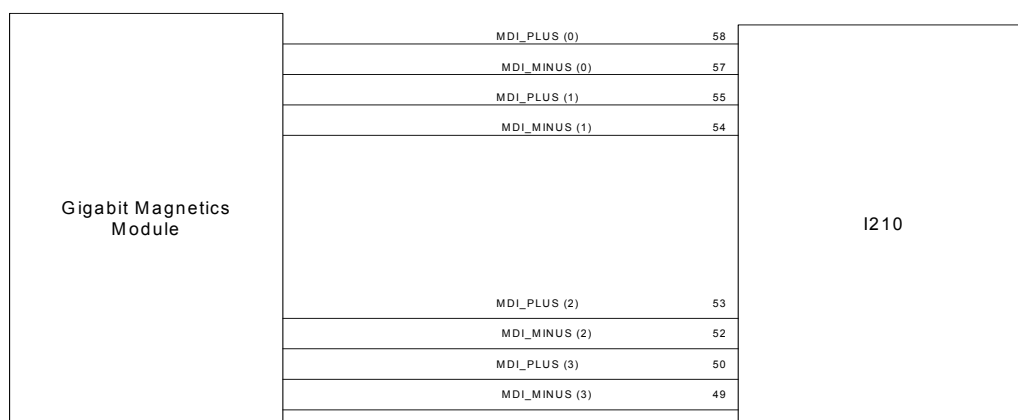 MDI_PLUS (0) 58
MDI_MINUS (0) 57
MDI_PLUS (1) 55
MDI_MINUS (1) 54
Gigabit Magnetics
Module
I210
MDI_PLUS (2) 53
MDI_MINUS (2) 52
MDI_PLUS (3) 50
MDI_MINUS (3) 49